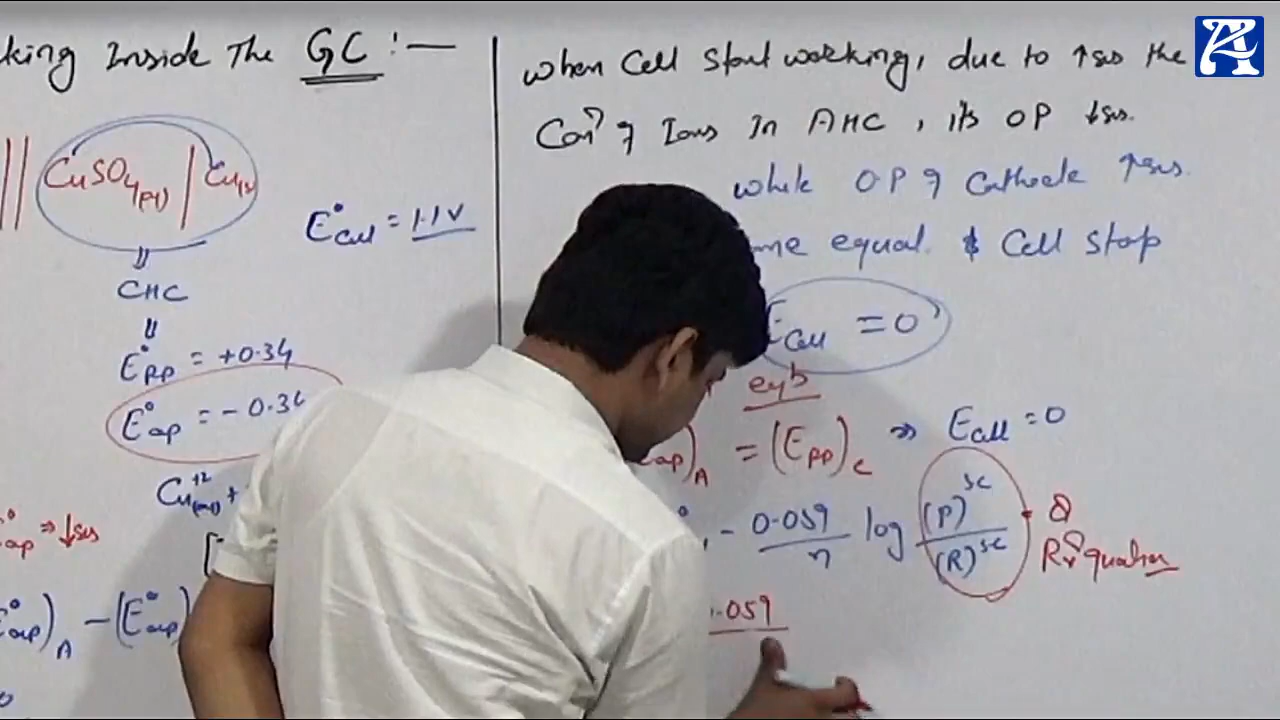 king Inside The GC :—
|| CuSO4(aq) | Cu(s)
E°Cell = 1.1V
CHC
E°RP = +0.34
E°op = - 0.34
Cu+2(aq) +
op° ⇒ ↓ses
op)A - (E°op)
When Cell Start working, due to ↑ses the
Conⁿ of Ions In AHC, its OP ↓ses.
while O.P of Cathode ↑ses.
me equal & Cell Stop
ECell = 0
eqb
op)A = (ERP)C ⇒ ECell = 0
- 0.059/n log (P)^sc/(R)^sc → Q
Rxⁿ quotien
.059